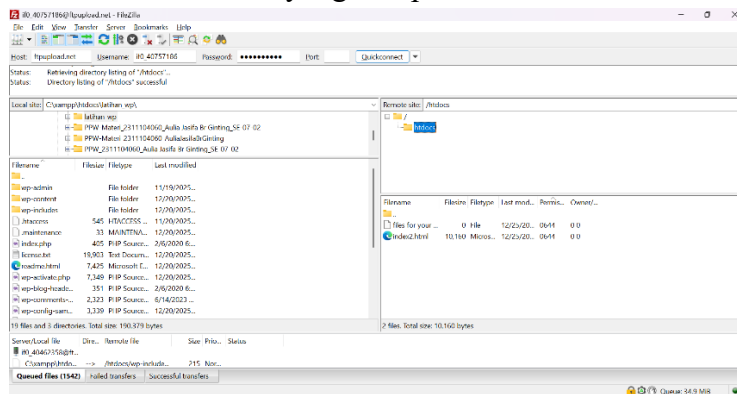 if0_40757186@ftpupload.net - FileZilla
File Edit View Transfer Server Bookmarks Help
Host: ftpupload.net Username: if0_40757186 Password: •••••••••• Port: Quickconnect
Status: Retrieving directory listing of "/htdocs"...
Status: Directory listing of "/htdocs" successful
Local site: C:\xampp\htdocs\latihan wp\
Remote site: /htdocs
latihan wp
PPW-Materi_2311104060_Aulia Jasifa Br Ginting_SE 07 02
PPW-Materi 2311104060 AuliaJasifaBrGinting
PPW_2311104060_Aulia Jasifa Br Ginting_SE 07 02
/
htdocs
Filename Filesize Filetype Last modified
..
wp-admin File folder 11/19/2025...
wp-content File folder 12/20/2025...
wp-includes File folder 12/20/2025...
.htaccess 545 HTACCESS ... 11/20/2025...
.maintenance 33 MAINTENA... 12/20/2025...
index.php 405 PHP Source... 2/6/2020 6:...
license.txt 19,903 Text Docum... 12/20/2025...
readme.html 7,425 Microsoft E... 12/20/2025...
wp-activate.php 7,349 PHP Source... 12/20/2025...
wp-blog-heade... 351 PHP Source... 2/6/2020 6:...
wp-comments-... 2,323 PHP Source... 6/14/2023 ...
wp-config-sam... 3,339 PHP Source... 12/20/2025...
19 files and 3 directories. Total size: 190.379 bytes
Filename Filesize Filetype Last mod... Permis... Owner/...
..
files for your ... 0 File 12/25/20... 0644 0 0
index2.html 10,160 Micros... 12/25/20... 0644 0 0
2 files. Total size: 10.160 bytes
Server/Local file Dire... Remote file Size Prio... Status
if0_40462358@ft...
C:\xampp\htdo... --> /htdocs/wp-include... 215 Nor...
Queued files (1542) Failed transfers Successful transfers
Queue: 34.9 MiB